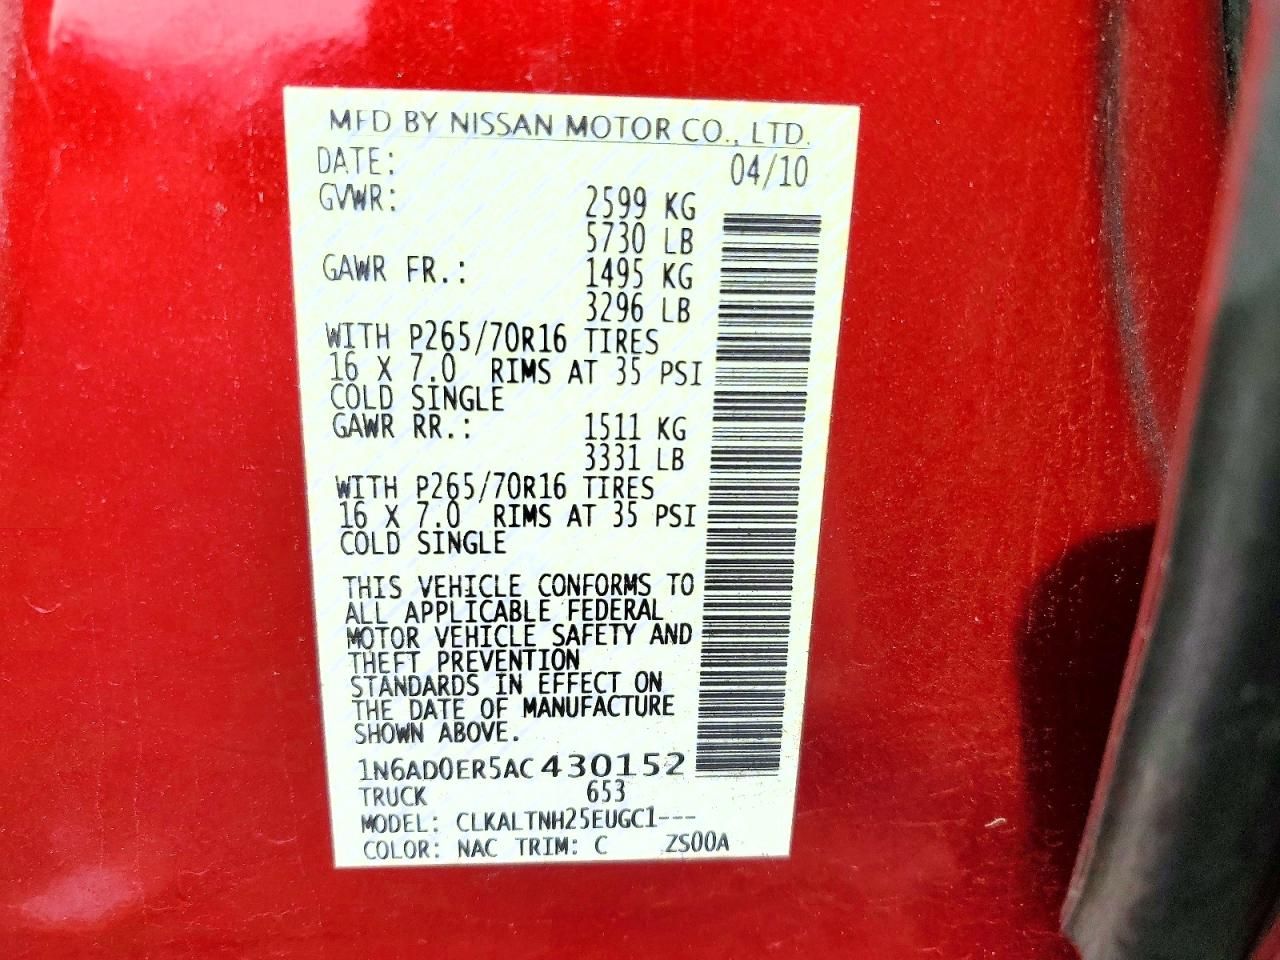 MFD BY NISSAN MOTOR CO., LTD.
DATE: 04/10
GVWR: 2599 KG
5730 LB
GAWR FR.: 1495 KG
3296 LB
WITH P265/70R16 TIRES
16 X 7.0 RIMS AT 35 PSI
COLD SINGLE
GAWR RR.: 1511 KG
3331 LB
WITH P265/70R16 TIRES
16 X 7.0 RIMS AT 35 PSI
COLD SINGLE
THIS VEHICLE CONFORMS TO
ALL APPLICABLE FEDERAL
MOTOR VEHICLE SAFETY AND
THEFT PREVENTION
STANDARDS IN EFFECT ON
THE DATE OF MANUFACTURE
SHOWN ABOVE.
1N6AD0ER5AC430152
TRUCK 653
MODEL: CLKALTNH25EUGC1---
COLOR: NAC TRIM: C ZS00A